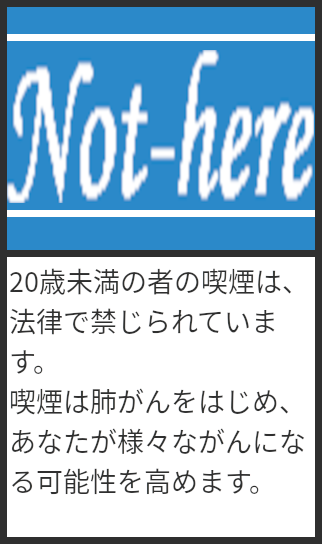 Not-here
20歳未満の者の喫煙は、
法律で禁じられていま
す。
喫煙は肺がんをはじめ、
あなたが様々ながんにな
る可能性を高めます。